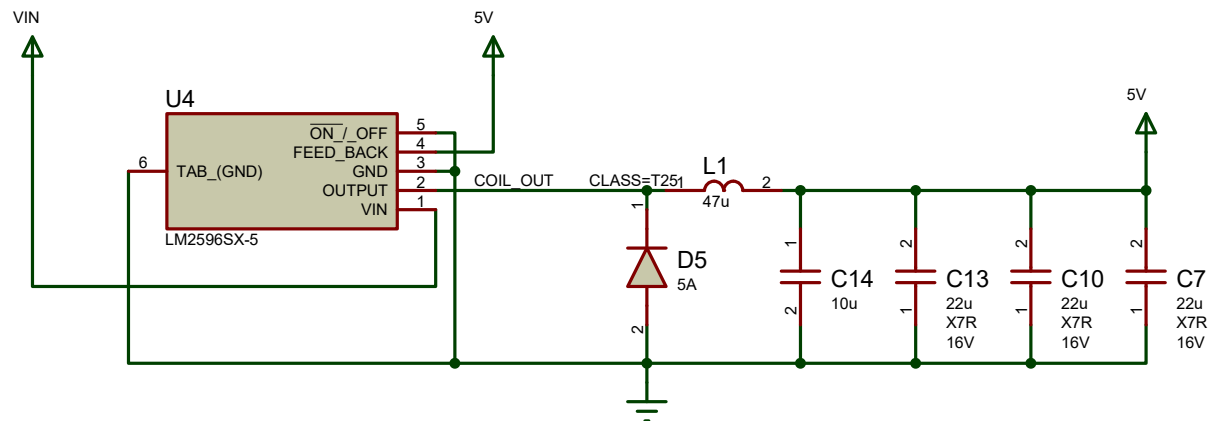 VIN
5V
5V
U4
ON_/_OFF
5
FEED_BACK
4
6
TAB_(GND)
GND
3
OUTPUT
2
VIN
1
LM2596SX-5
COIL_OUT
CLASS=T25
1
L1
2
47u
1
D5
5A
2
1
C14
10u
2
2
C13
22u
X7R
16V
1
2
C10
22u
X7R
16V
1
2
C7
22u
X7R
16V
1